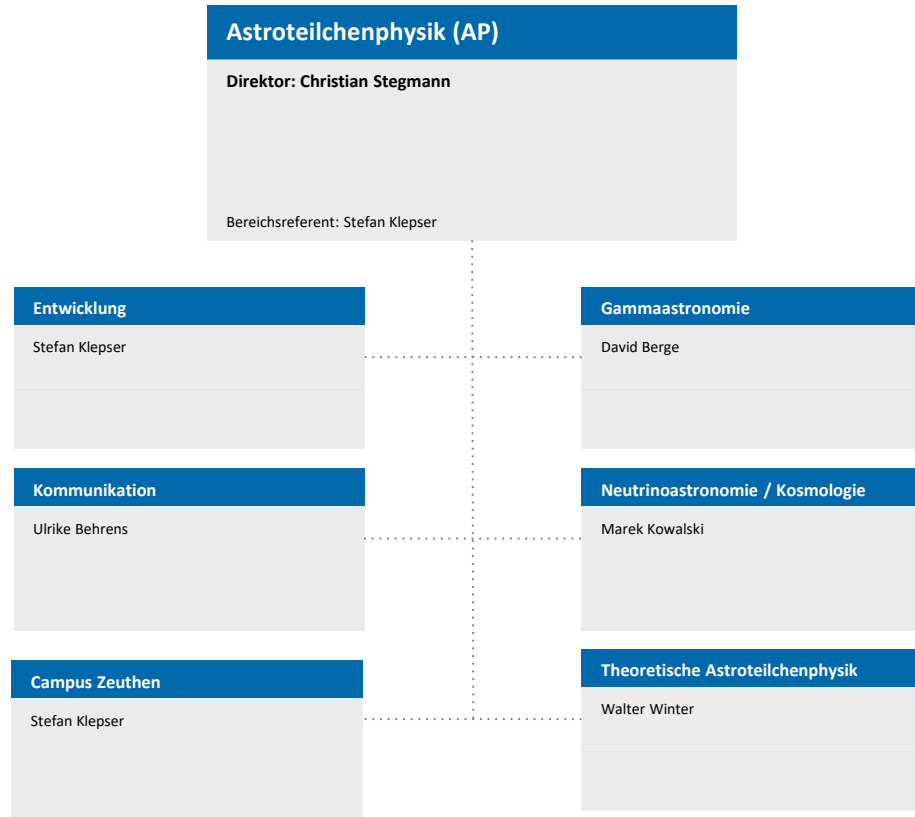 Astroteilchenphysik (AP)
Direktor: Christian Stegmann
Bereichsreferent: Stefan Klepser
Entwicklung
Stefan Klepser
Gammaastronomie
David Berge
Kommunikation
Ulrike Behrens
Neutrinoastronomie / Kosmologie
Marek Kowalski
Campus Zeuthen
Stefan Klepser
Theoretische Astroteilchenphysik
Walter Winter